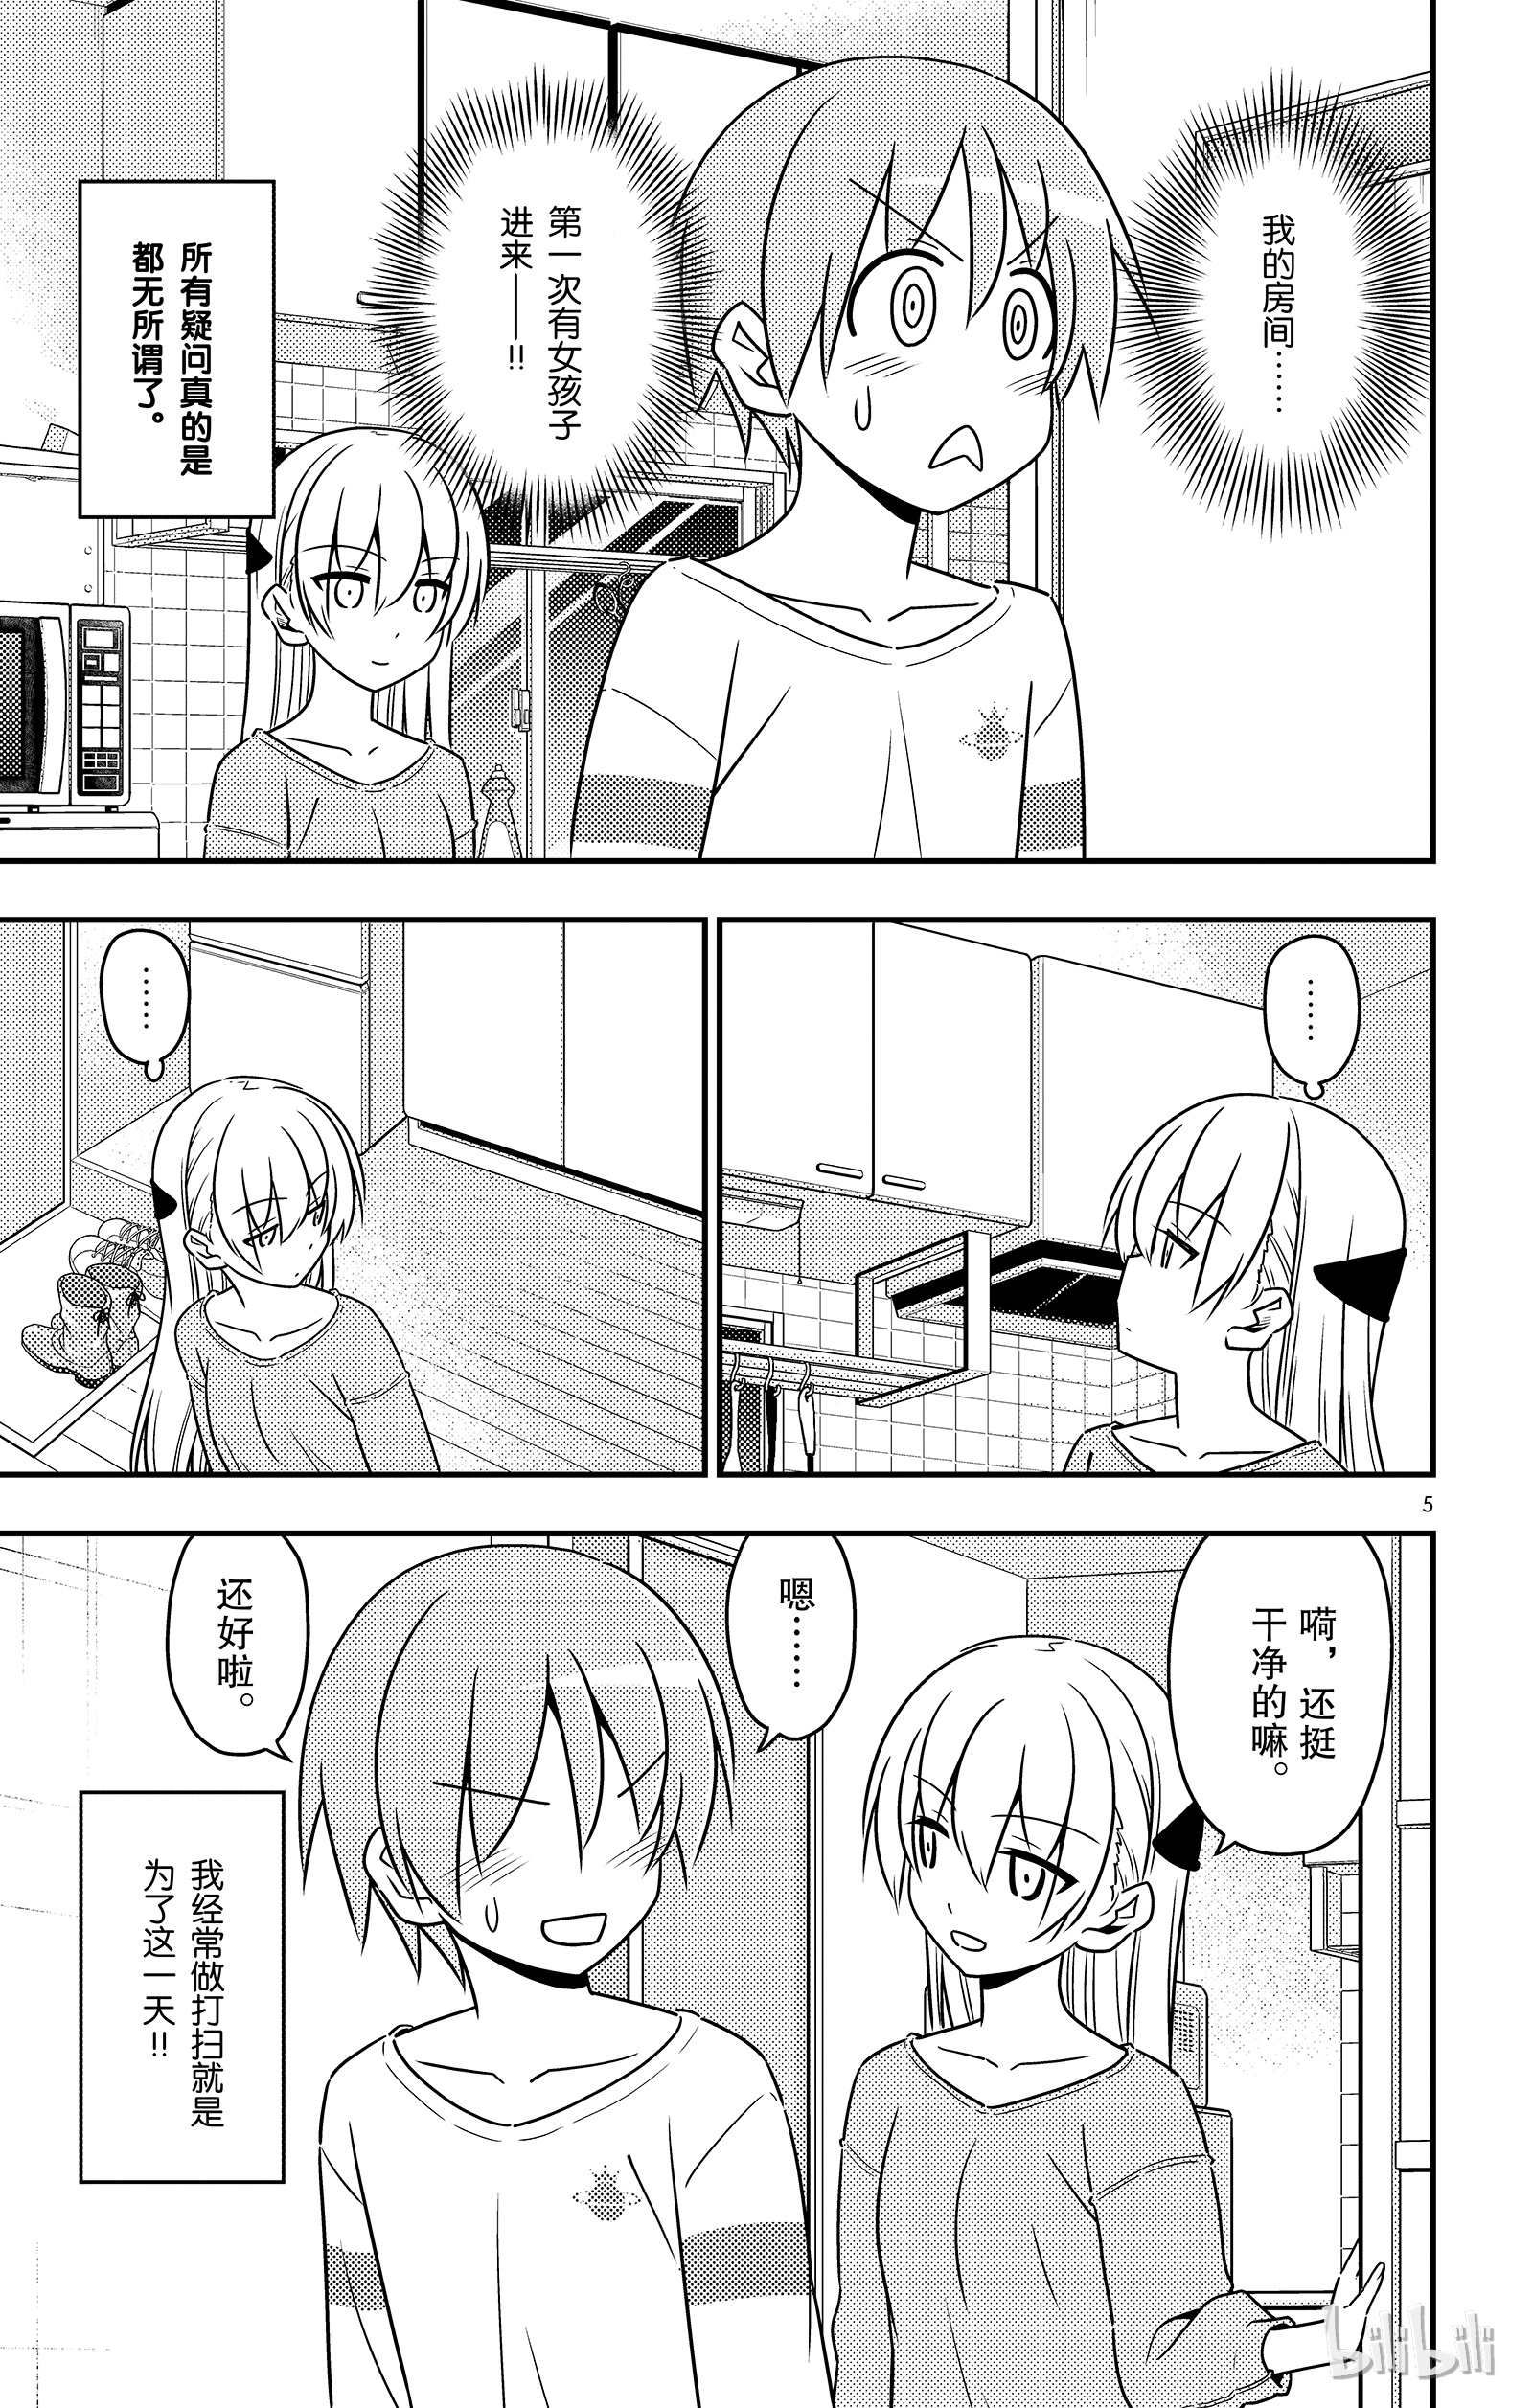 我的房间……
第一次有女孩子
进来——!!
所有疑问真的是
都无所谓了。
……
……
5
嗬，还挺
干净的嘛。
嗯……
还好啦。
我经常做打扫就是
为了这一天!!
bilibili